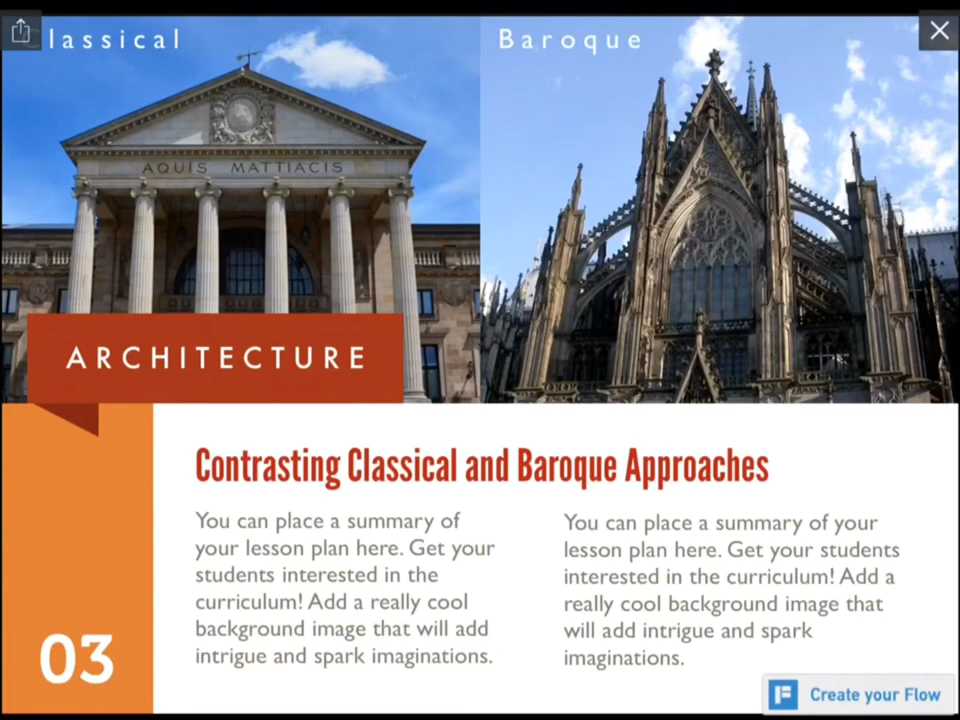 Classical
Baroque
AQUIS MATTIACIS
ARCHITECTURE
Contrasting Classical and Baroque Approaches
You can place a summary of
your lesson plan here. Get your
students interested in the
curriculum! Add a really cool
background image that will add
intrigue and spark imaginations.
You can place a summary of your
lesson plan here. Get your students
interested in the curriculum! Add a
really cool background image that
will add intrigue and spark
imaginations.
03
Create your Flow